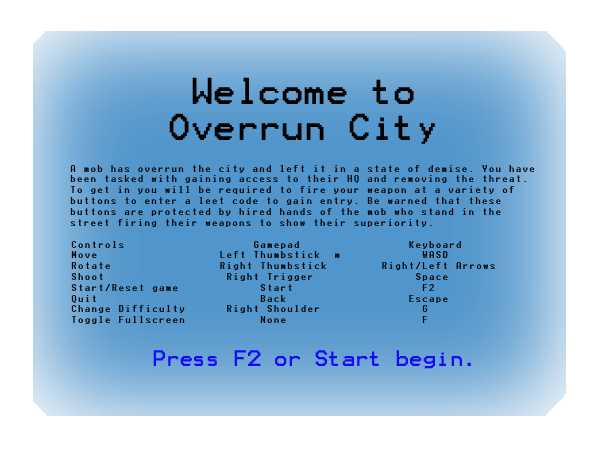 Welcome to
Overrun City
A mob has overrun the city and left it in a state of demise. You have
been tasked with gaining access to their HQ and removing the threat.
To get in you will be required to fire your weapon at a variety of
buttons to enter a leet code to gain entry. Be warned that these
buttons are protected by hired hands of the mob who stand in the
street firing their weapons to show their superiority.
Controls Gamepad Keyboard
Move Left Thumbstick m WASD
Rotate Right Thumbstick Right/Left Arrows
Shoot Right Trigger Space
Start/Reset game Start F2
Quit Back Escape
Change Difficulty Right Shoulder G
Toggle Fullscreen None F
Press F2 or Start begin.